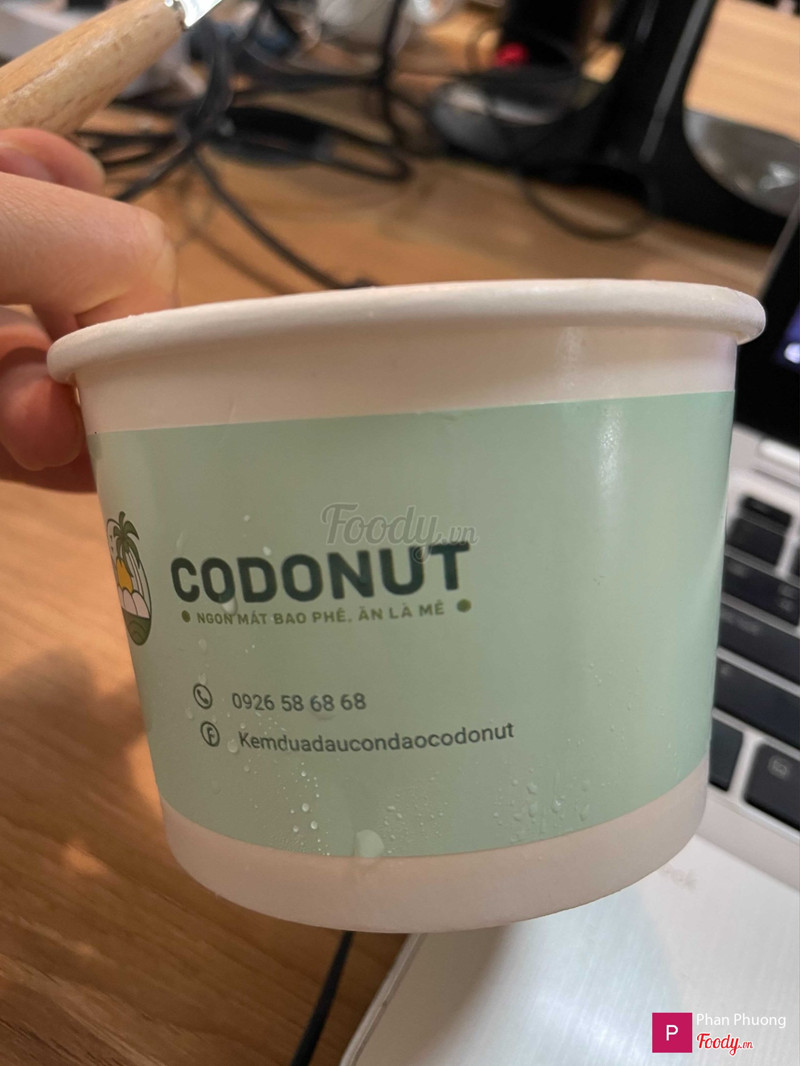 Foody.vn
CODONUT
NGON MÁT BAO PHÊ, ĂN LÀ MÊ
0926 58 68 68
Kemduadaucondaocodonut
P Phan Phuong
Foody.vn